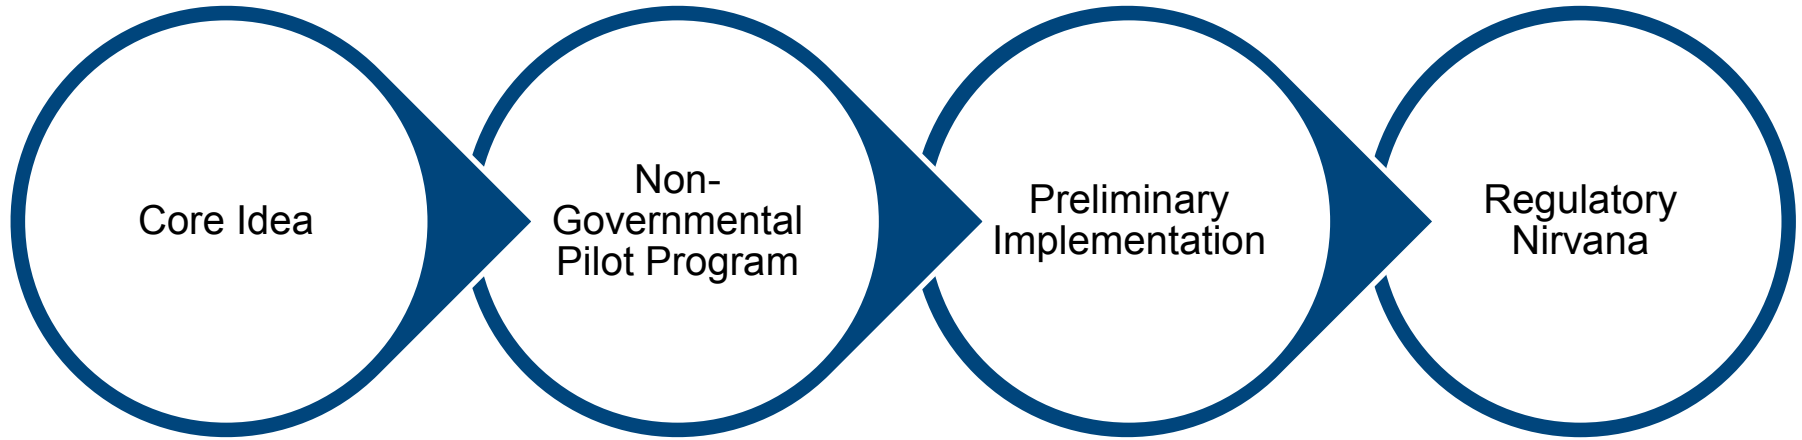 Core Idea
Non-
Governmental
Pilot Program
Preliminary
Implementation
Regulatory
Nirvana